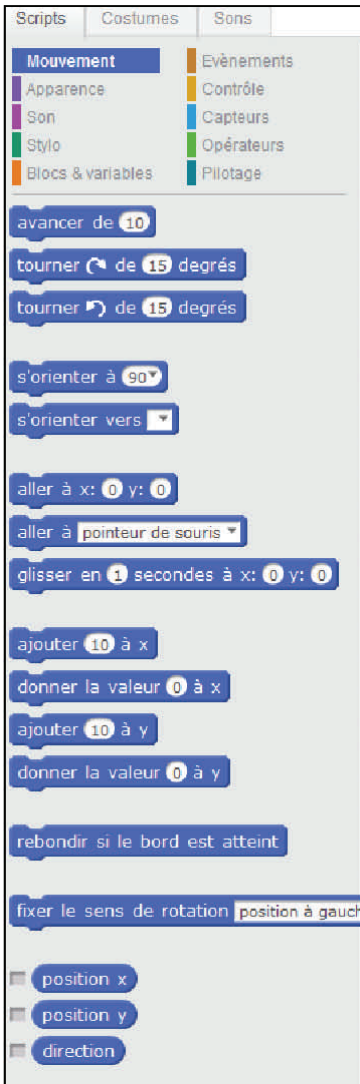 Scripts Costumes Sons
Mouvement Evènements
Apparence Contrôle
Son Capteurs
Stylo Opérateurs
Blocs & variables Pilotage
avancer de 10
tourner de 15 degrés
tourner de 15 degrés
s'orienter à 90
s'orienter vers
aller à x: 0 y: 0
aller à pointeur de souris
glisser en 1 secondes à x: 0 y: 0
ajouter 10 à x
donner la valeur 0 à x
ajouter 10 à y
donner la valeur 0 à y
rebondir si le bord est atteint
fixer le sens de rotation position à gauch
position x
position y
direction